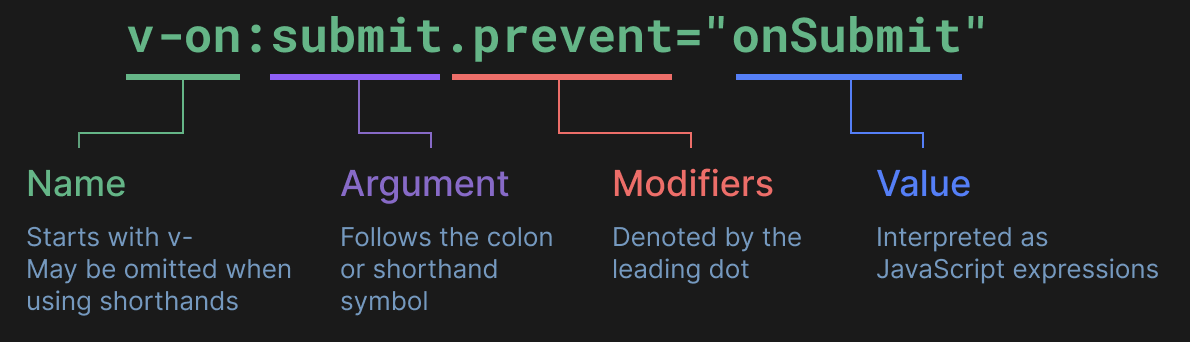 v-on:submit.prevent="onSubmit"
Name
Starts with v-
May be omitted when
using shorthands
Argument
Follows the colon
or shorthand
symbol
Modifiers
Denoted by the
leading dot
Value
Interpreted as
JavaScript expressions